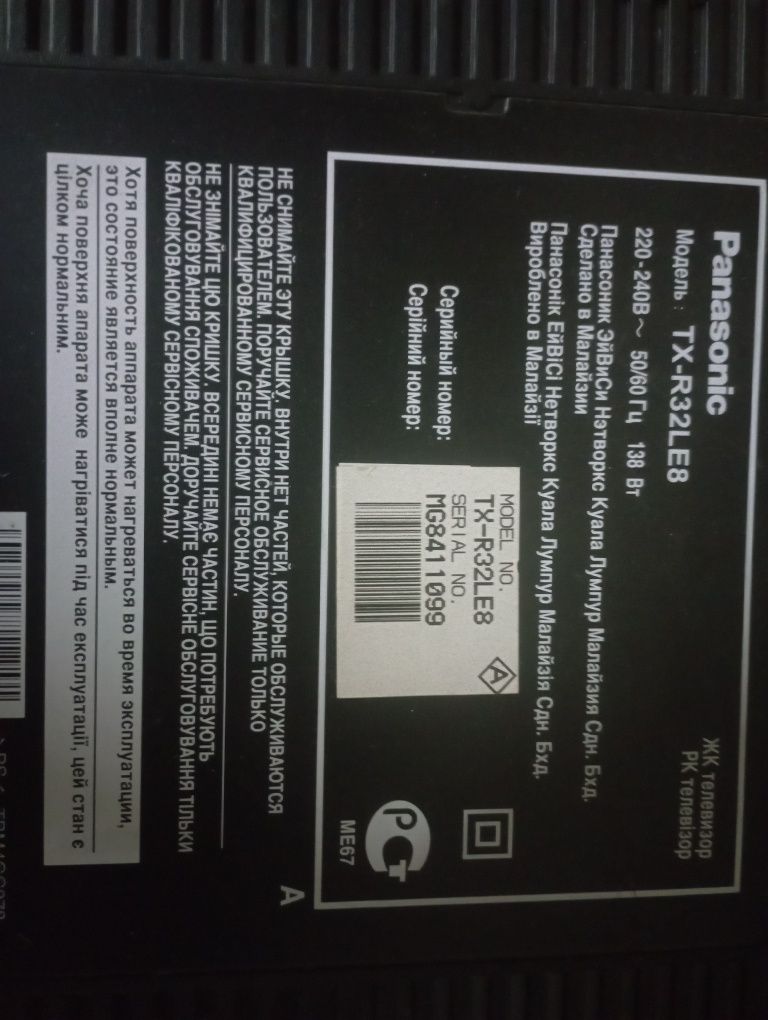 Panasonic
ЖК телевизор
РК телевізор
Модель : TX-R32LE8
220-240В ~ 50/60 Гц 138 Вт
Панасоник ЭйВиСи Нэтворкс Куала Лумпур Малайзия Сдн. Бхд.
Сделано в Малайзии
Панасонік ЕйВіСі Нетворкс Куала Лумпур Малайзія Сдн. Бхд.
Вироблено в Малайзії
Серийный номер:
Серійний номер:
MODEL NO.
TX-R32LE8
SERIAL NO.
MG8411099
A
РСТ
ME67
A
НЕ СНИМАЙТЕ ЭТУ КРЫШКУ. ВНУТРИ НЕТ ЧАСТЕЙ, КОТОРЫЕ ОБСЛУЖИВАЮТСЯ
ПОЛЬЗОВАТЕЛЕМ. ПОРУЧАЙТЕ СЕРВИСНОЕ ОБСЛУЖИВАНИЕ ТОЛЬКО
КВАЛИФИЦИРОВАННОМУ СЕРВИСНОМУ ПЕРСОНАЛУ.
НЕ ЗНІМАЙТЕ ЦЮ КРИШКУ. ВСЕРЕДИНІ НЕМАЄ ЧАСТИН, ЩО ПОТРЕБУЮТЬ
ОБСЛУГОВУВАННЯ СПОЖИВАЧЕМ. ДОРУЧАЙТЕ СЕРВІСНЕ ОБСЛУГОВУВАННЯ ТІЛЬКИ
КВАЛІФІКОВАНОМУ СЕРВІСНОМУ ПЕРСОНАЛУ.
Хотя поверхность аппарата может нагреваться во время эксплуатации,
это состояние является вполне нормальным.
Хоча поверхня апарата може нагріватися під час експлуатації, цей стан є
цілком нормальним.